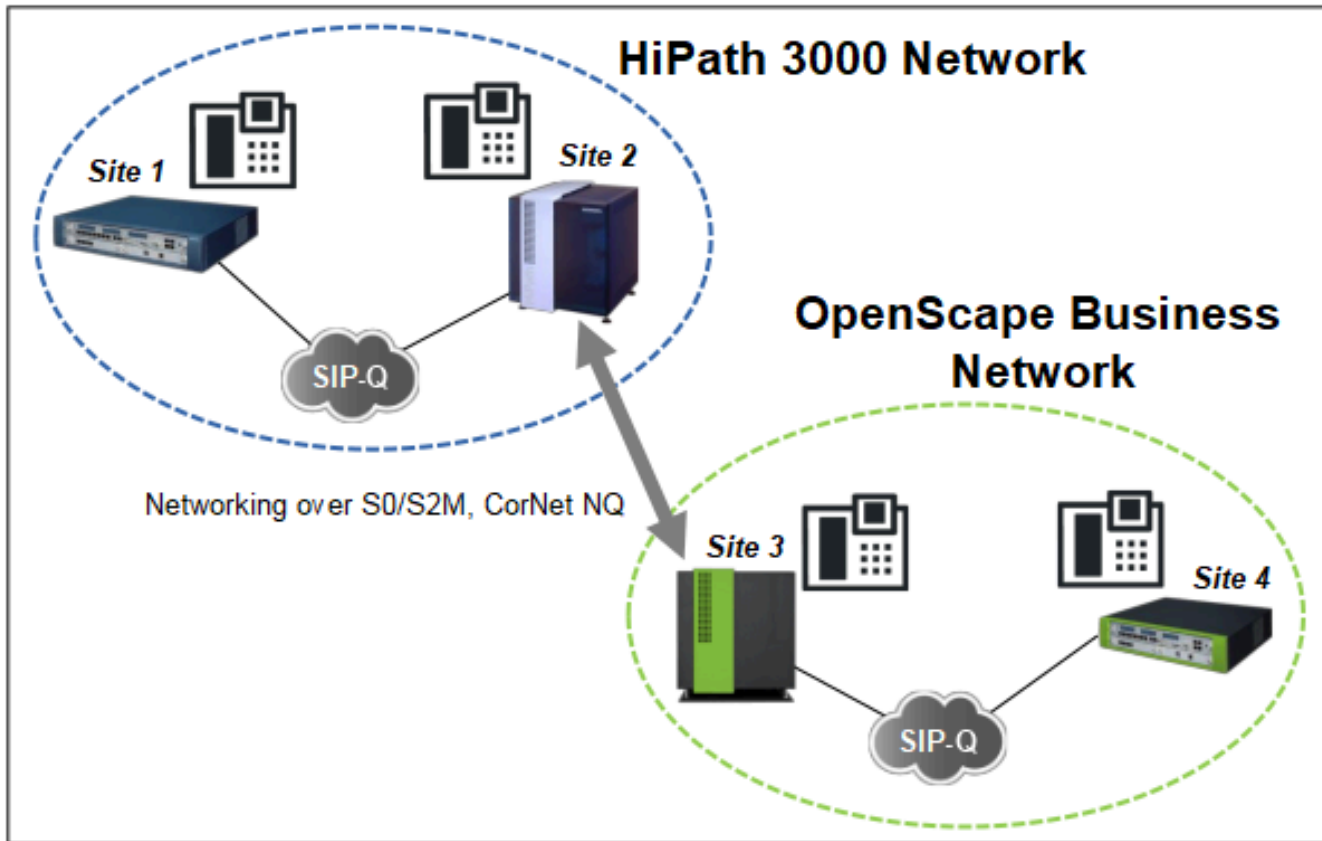 HiPath 3000 Network
Site 1
Site 2
SIP-Q
OpenScape Business
Network
Networking over S0/S2M, CorNet NQ
Site 3
Site 4
SIP-Q